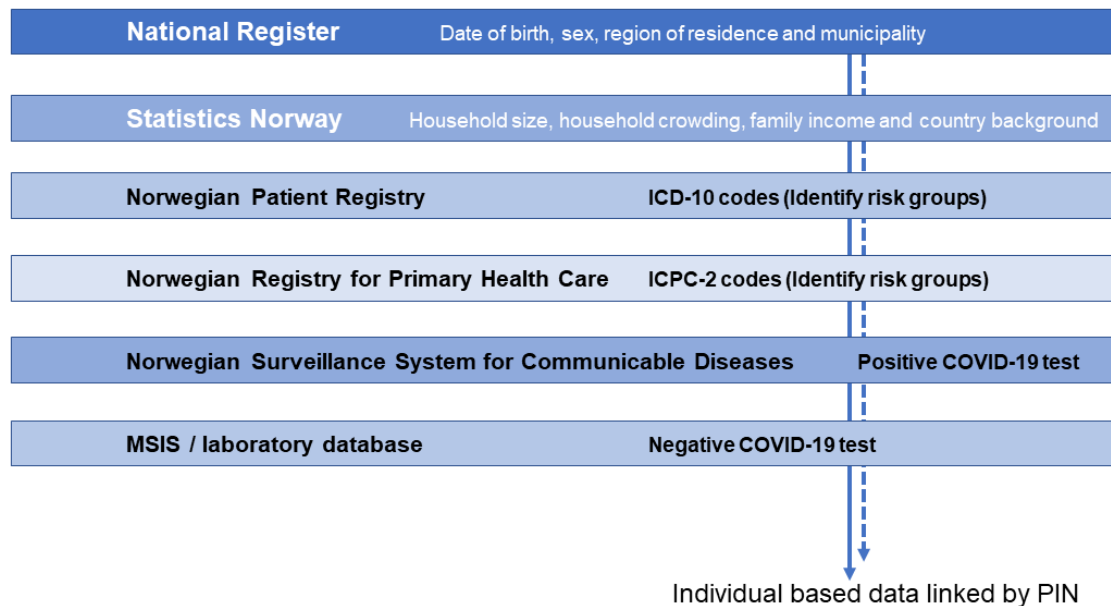 National Register Date of birth, sex, region of residence and municipality
Statistics Norway Household size, household crowding, family income and country background
Norwegian Patient Registry ICD-10 codes (Identify risk groups)
Norwegian Registry for Primary Health Care ICPC-2 codes (Identify risk groups)
Norwegian Surveillance System for Communicable Diseases Positive COVID-19 test
MSIS / laboratory database Negative COVID-19 test
Individual based data linked by PIN